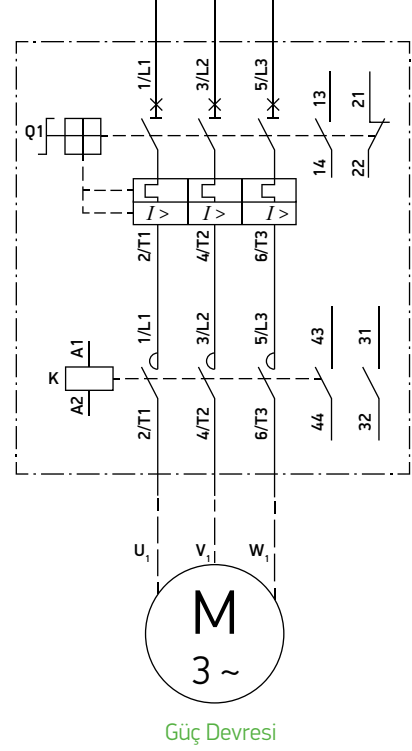 1/L1 3/L2 5/L3 13 21
Q1
14 22
I > I > I >
2/T1 4/T2 6/T3
1/L1 3/L2 5/L3 43 31
A1
K
A2
2/T1 4/T2 6/T3 44 32
U1 V1 W1
M
3 ~
Güç Devresi